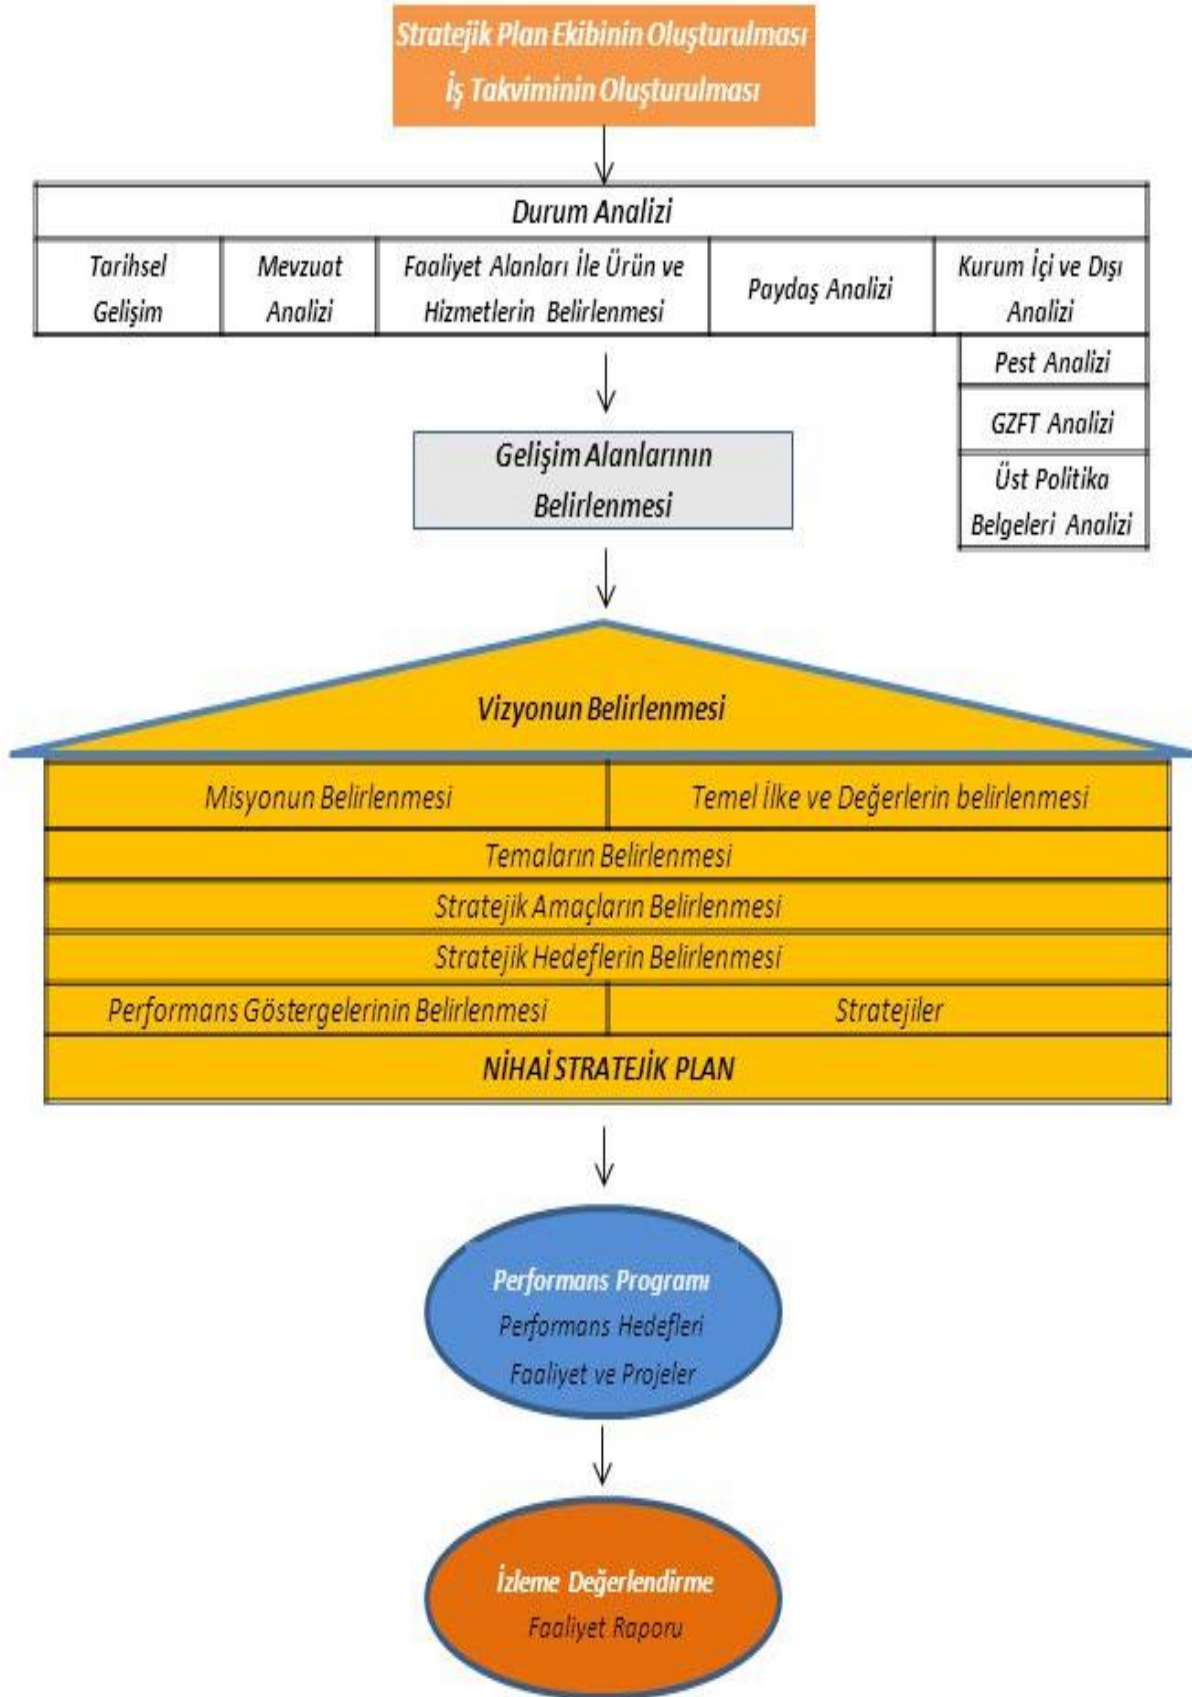 Stratejik Plan Ekibinin Oluşturulması
İş Takviminin Oluşturulması
Durum Analizi
Tarihsel
Gelişim
Mevzuat
Analizi
Faaliyet Alanları İle Ürün ve
Hizmetlerin Belirlenmesi
Paydaş Analizi
Kurum İçi ve Dışı
Analizi
Pest Analizi
GZFT Analizi
Üst Politika
Belgeleri Analizi
Gelişim Alanlarının
Belirlenmesi
Vizyonun Belirlenmesi
Misyonun Belirlenmesi
Temel İlke ve Değerlerin belirlenmesi
Temaların Belirlenmesi
Stratejik Amaçların Belirlenmesi
Stratejik Hedeflerin Belirlenmesi
Performans Göstergelerinin Belirlenmesi
Stratejiler
NİHAİ STRATEJİK PLAN
Performans Programı
Performans Hedefleri
Faaliyet ve Projeler
İzleme Değerlendirme
Faaliyet Raporu